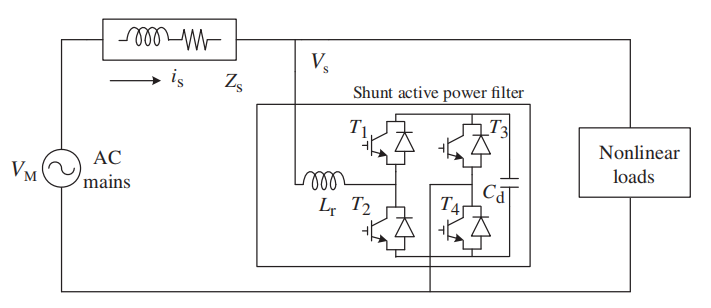 i_s
Z_s
V_s
Shunt active power filter
T_1
T_3
V_M
AC
mains
Nonlinear
loads
L_r
T_2
T_4
C_d